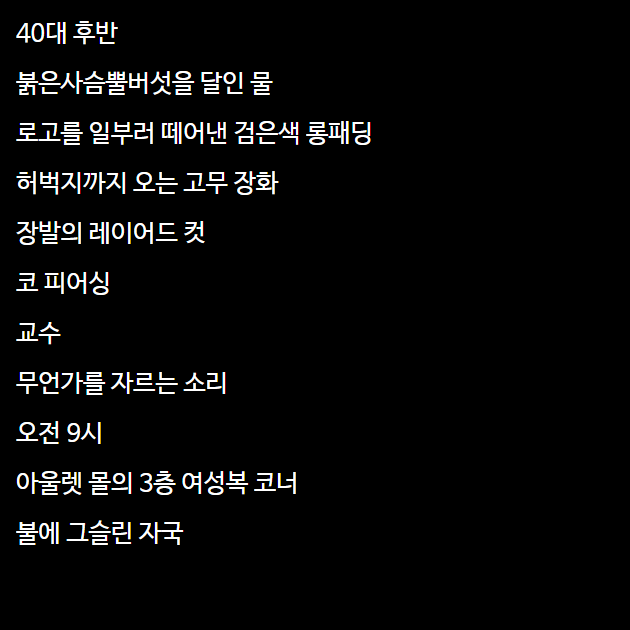 40대 후반
붉은사슴뿔버섯을 달인 물
로고를 일부러 떼어낸 검은색 롱패딩
허벅지까지 오는 고무 장화
장발의 레이어드 컷
코 피어싱
교수
무언가를 자르는 소리
오전 9시
아울렛 몰의 3층 여성복 코너
불에 그슬린 자국